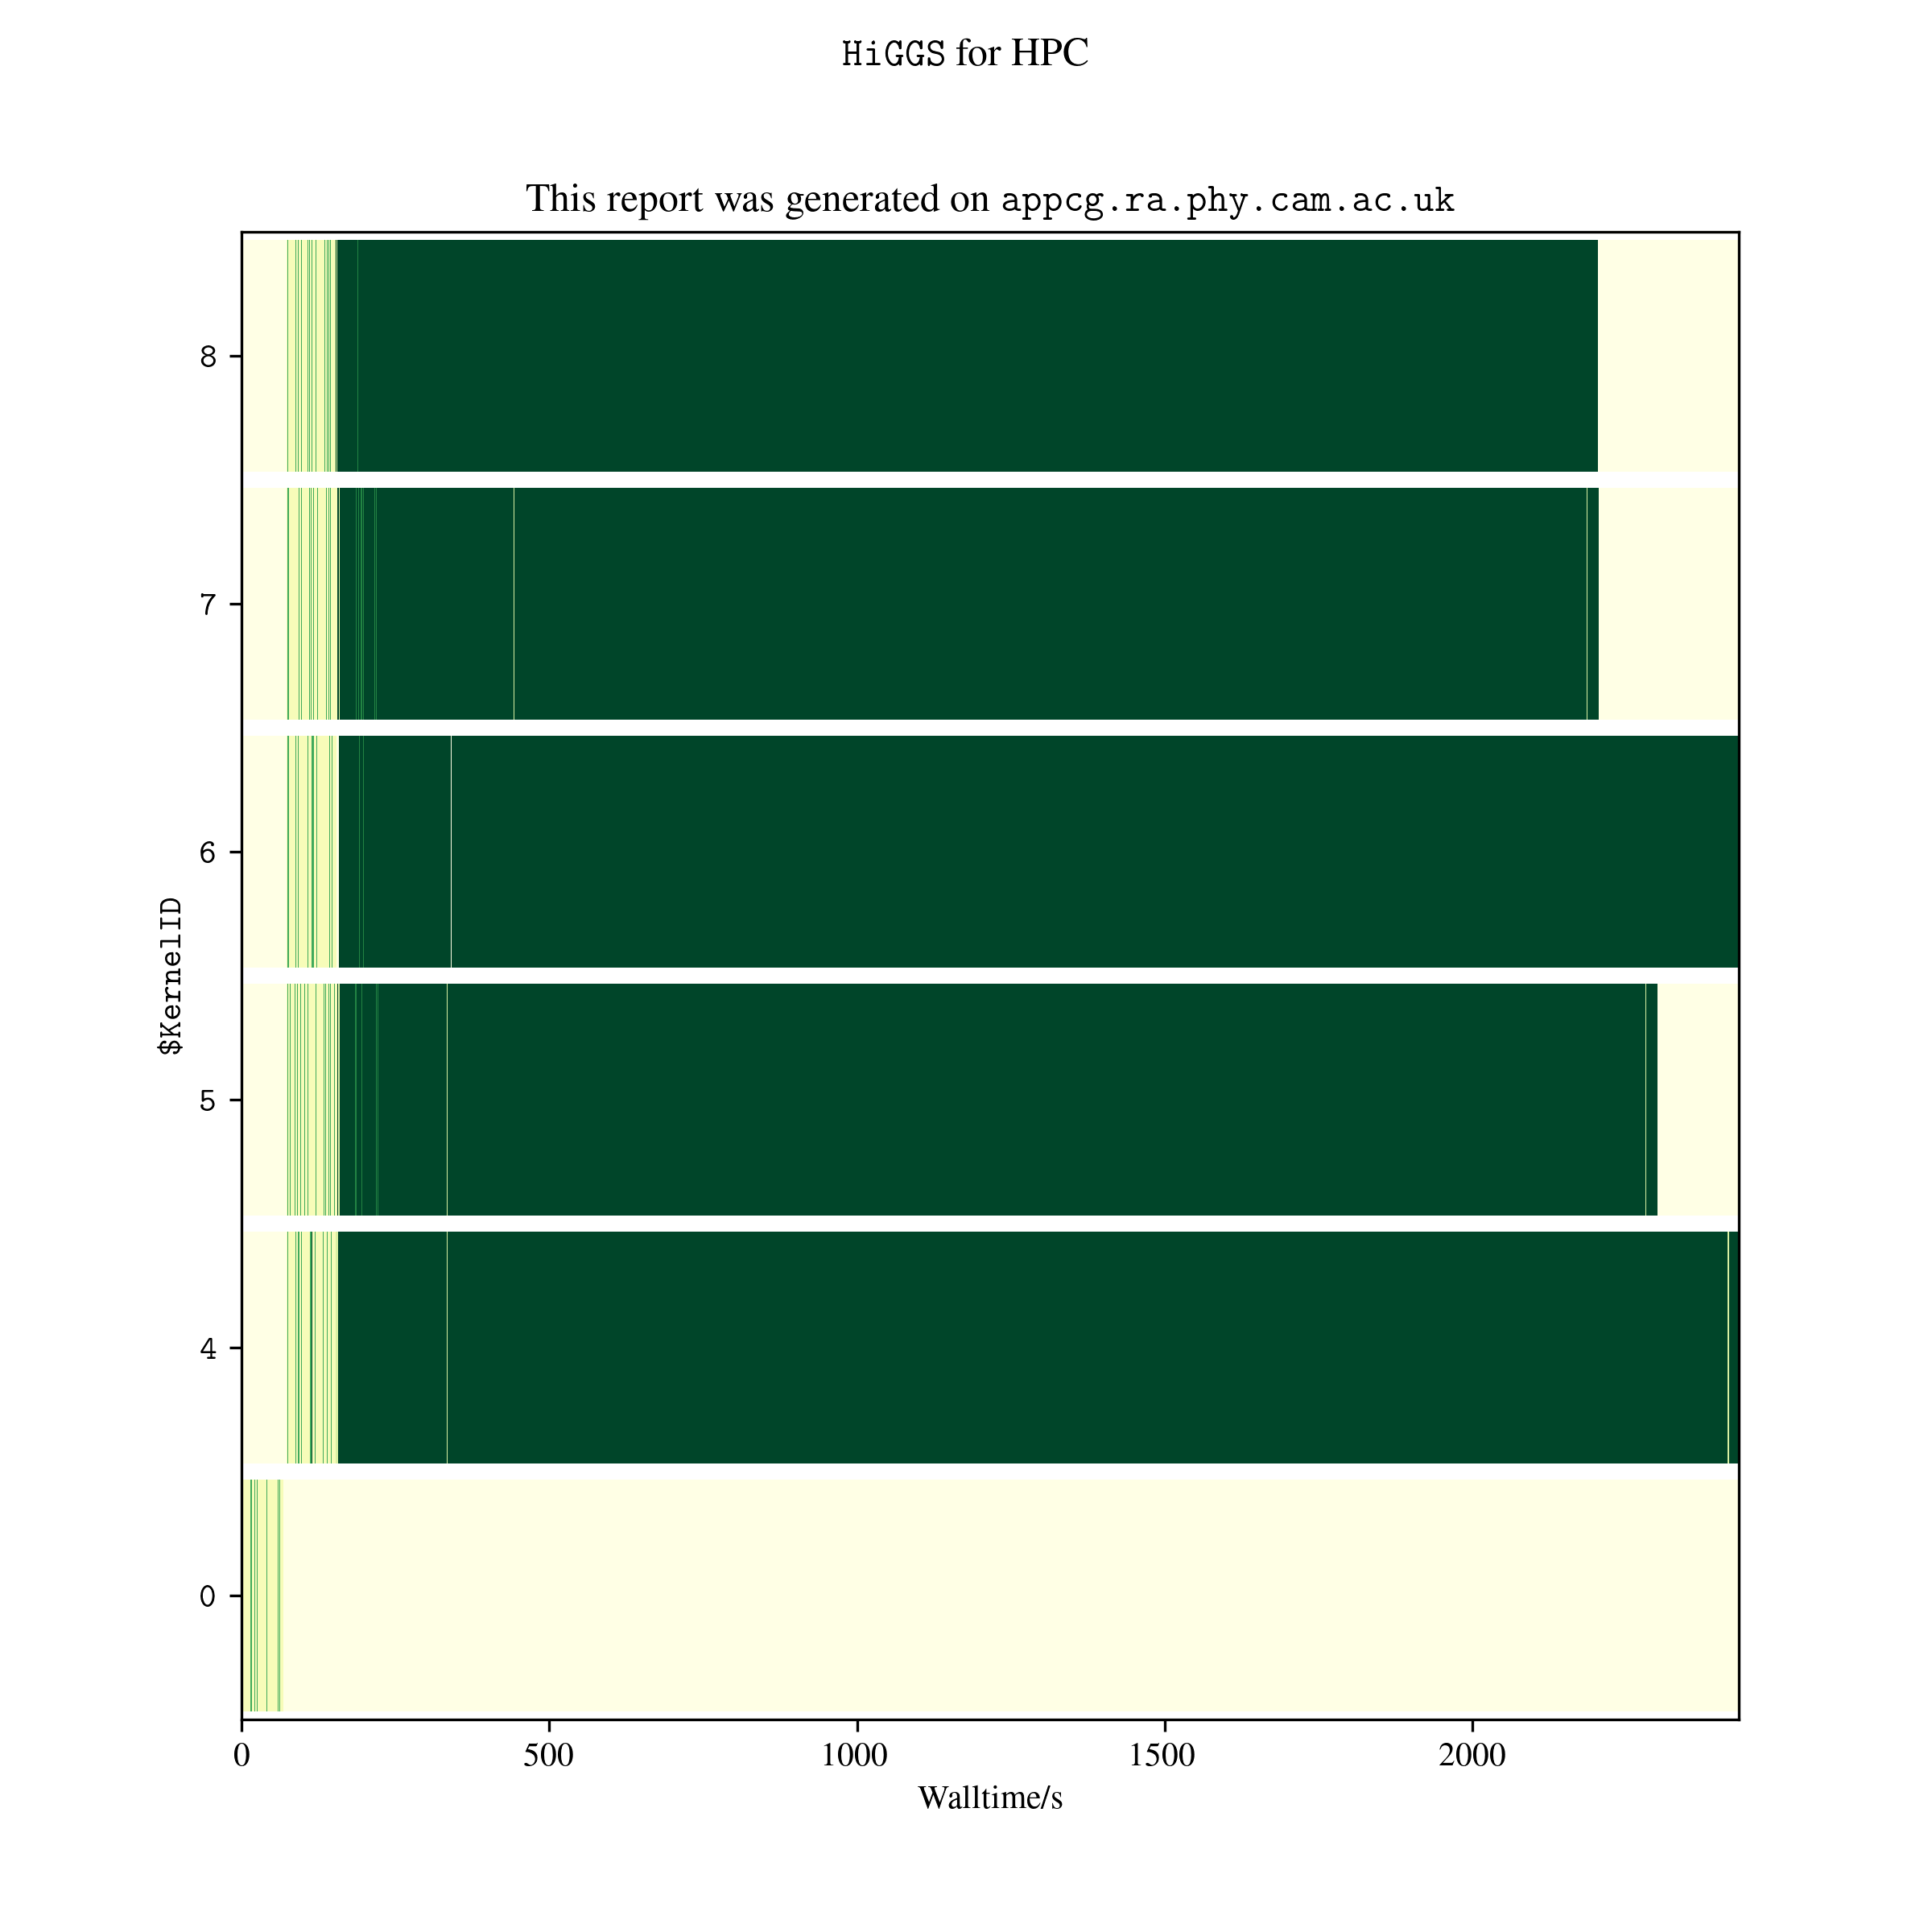 HiGGS for HPC
This report was generated on appcg.ra.phy.cam.ac.uk
8
7
6
5
4
0
$KernelID
0 500 1000 1500 2000
Walltime/s